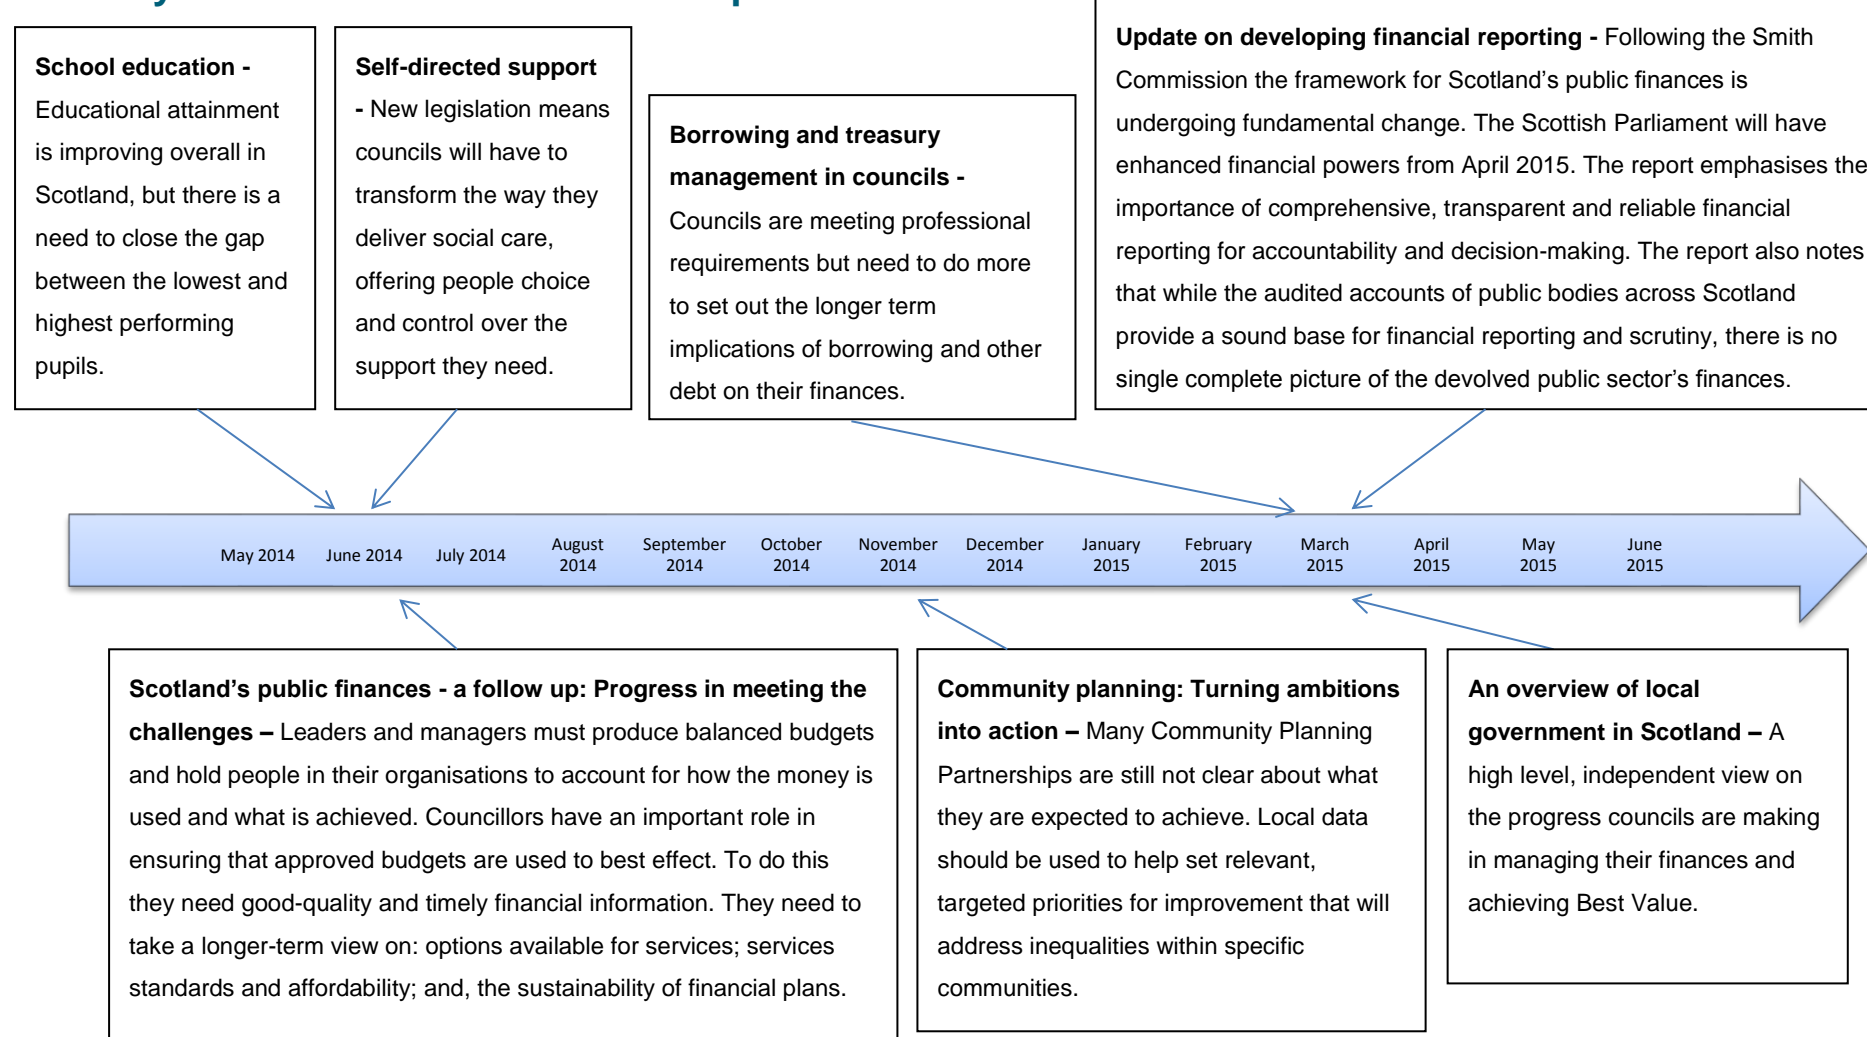 School education -
Educational attainment
is improving overall in
Scotland, but there is a
need to close the gap
between the lowest and
highest performing
pupils.
Self-directed support
- New legislation means
councils will have to
transform the way they
deliver social care,
offering people choice
and control over the
support they need.
Borrowing and treasury
management in councils -
Councils are meeting professional
requirements but need to do more
to set out the longer term
implications of borrowing and other
debt on their finances.
Update on developing financial reporting - Following the Smith
Commission the framework for Scotland’s public finances is
undergoing fundamental change. The Scottish Parliament will have
enhanced financial powers from April 2015. The report emphasises the
importance of comprehensive, transparent and reliable financial
reporting for accountability and decision-making. The report also notes
that while the audited accounts of public bodies across Scotland
provide a sound base for financial reporting and scrutiny, there is no
single complete picture of the devolved public sector’s finances.
May 2014
June 2014
July 2014
August
2014
September
2014
October
2014
November
2014
December
2014
January
2015
February
2015
March
2015
April
2015
May
2015
June
2015
Scotland’s public finances - a follow up: Progress in meeting the
challenges – Leaders and managers must produce balanced budgets
and hold people in their organisations to account for how the money is
used and what is achieved. Councillors have an important role in
ensuring that approved budgets are used to best effect. To do this
they need good-quality and timely financial information. They need to
take a longer-term view on: options available for services; services
standards and affordability; and, the sustainability of financial plans.
Community planning: Turning ambitions
into action – Many Community Planning
Partnerships are still not clear about what
they are expected to achieve. Local data
should be used to help set relevant,
targeted priorities for improvement that will
address inequalities within specific
communities.
An overview of local
government in Scotland – A
high level, independent view on
the progress councils are making
in managing their finances and
achieving Best Value.